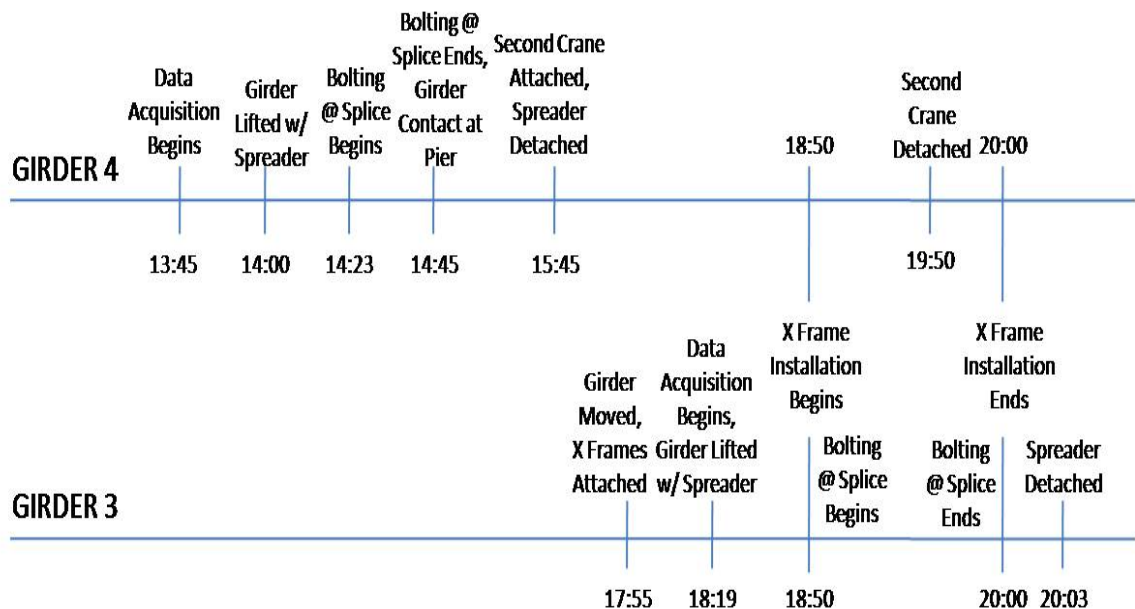 Data
Acquisition
Begins
Girder
Lifted w/
Spreader
Bolting
@ Splice
Begins
Bolting @
Splice Ends,
Girder
Contact at
Pier
Second Crane
Attached,
Spreader
Detached
18:50
Second
Crane
Detached
20:00
GIRDER 4
13:45
14:00
14:23
14:45
15:45
19:50
Girder
Moved,
X Frames
Attached
Data
Acquisition
Begins,
Girder Lifted
w/ Spreader
X Frame
Installation
Begins
Bolting
@ Splice
Begins
X Frame
Installation
Ends
Bolting
@ Splice
Ends
Spreader
Detached
GIRDER 3
17:55
18:19
18:50
20:00
20:03